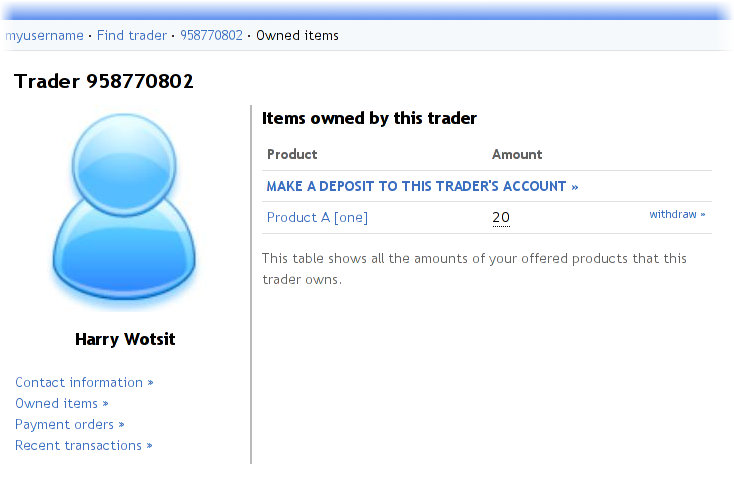 myusername · Find trader · 958770802 · Owned items
Trader 958770802
Items owned by this trader
Product Amount
MAKE A DEPOSIT TO THIS TRADER'S ACCOUNT »
Product A [one] 20 withdraw »
This table shows all the amounts of your offered products that this
trader owns.
Harry Wotsit
Contact information »
Owned items »
Payment orders »
Recent transactions »